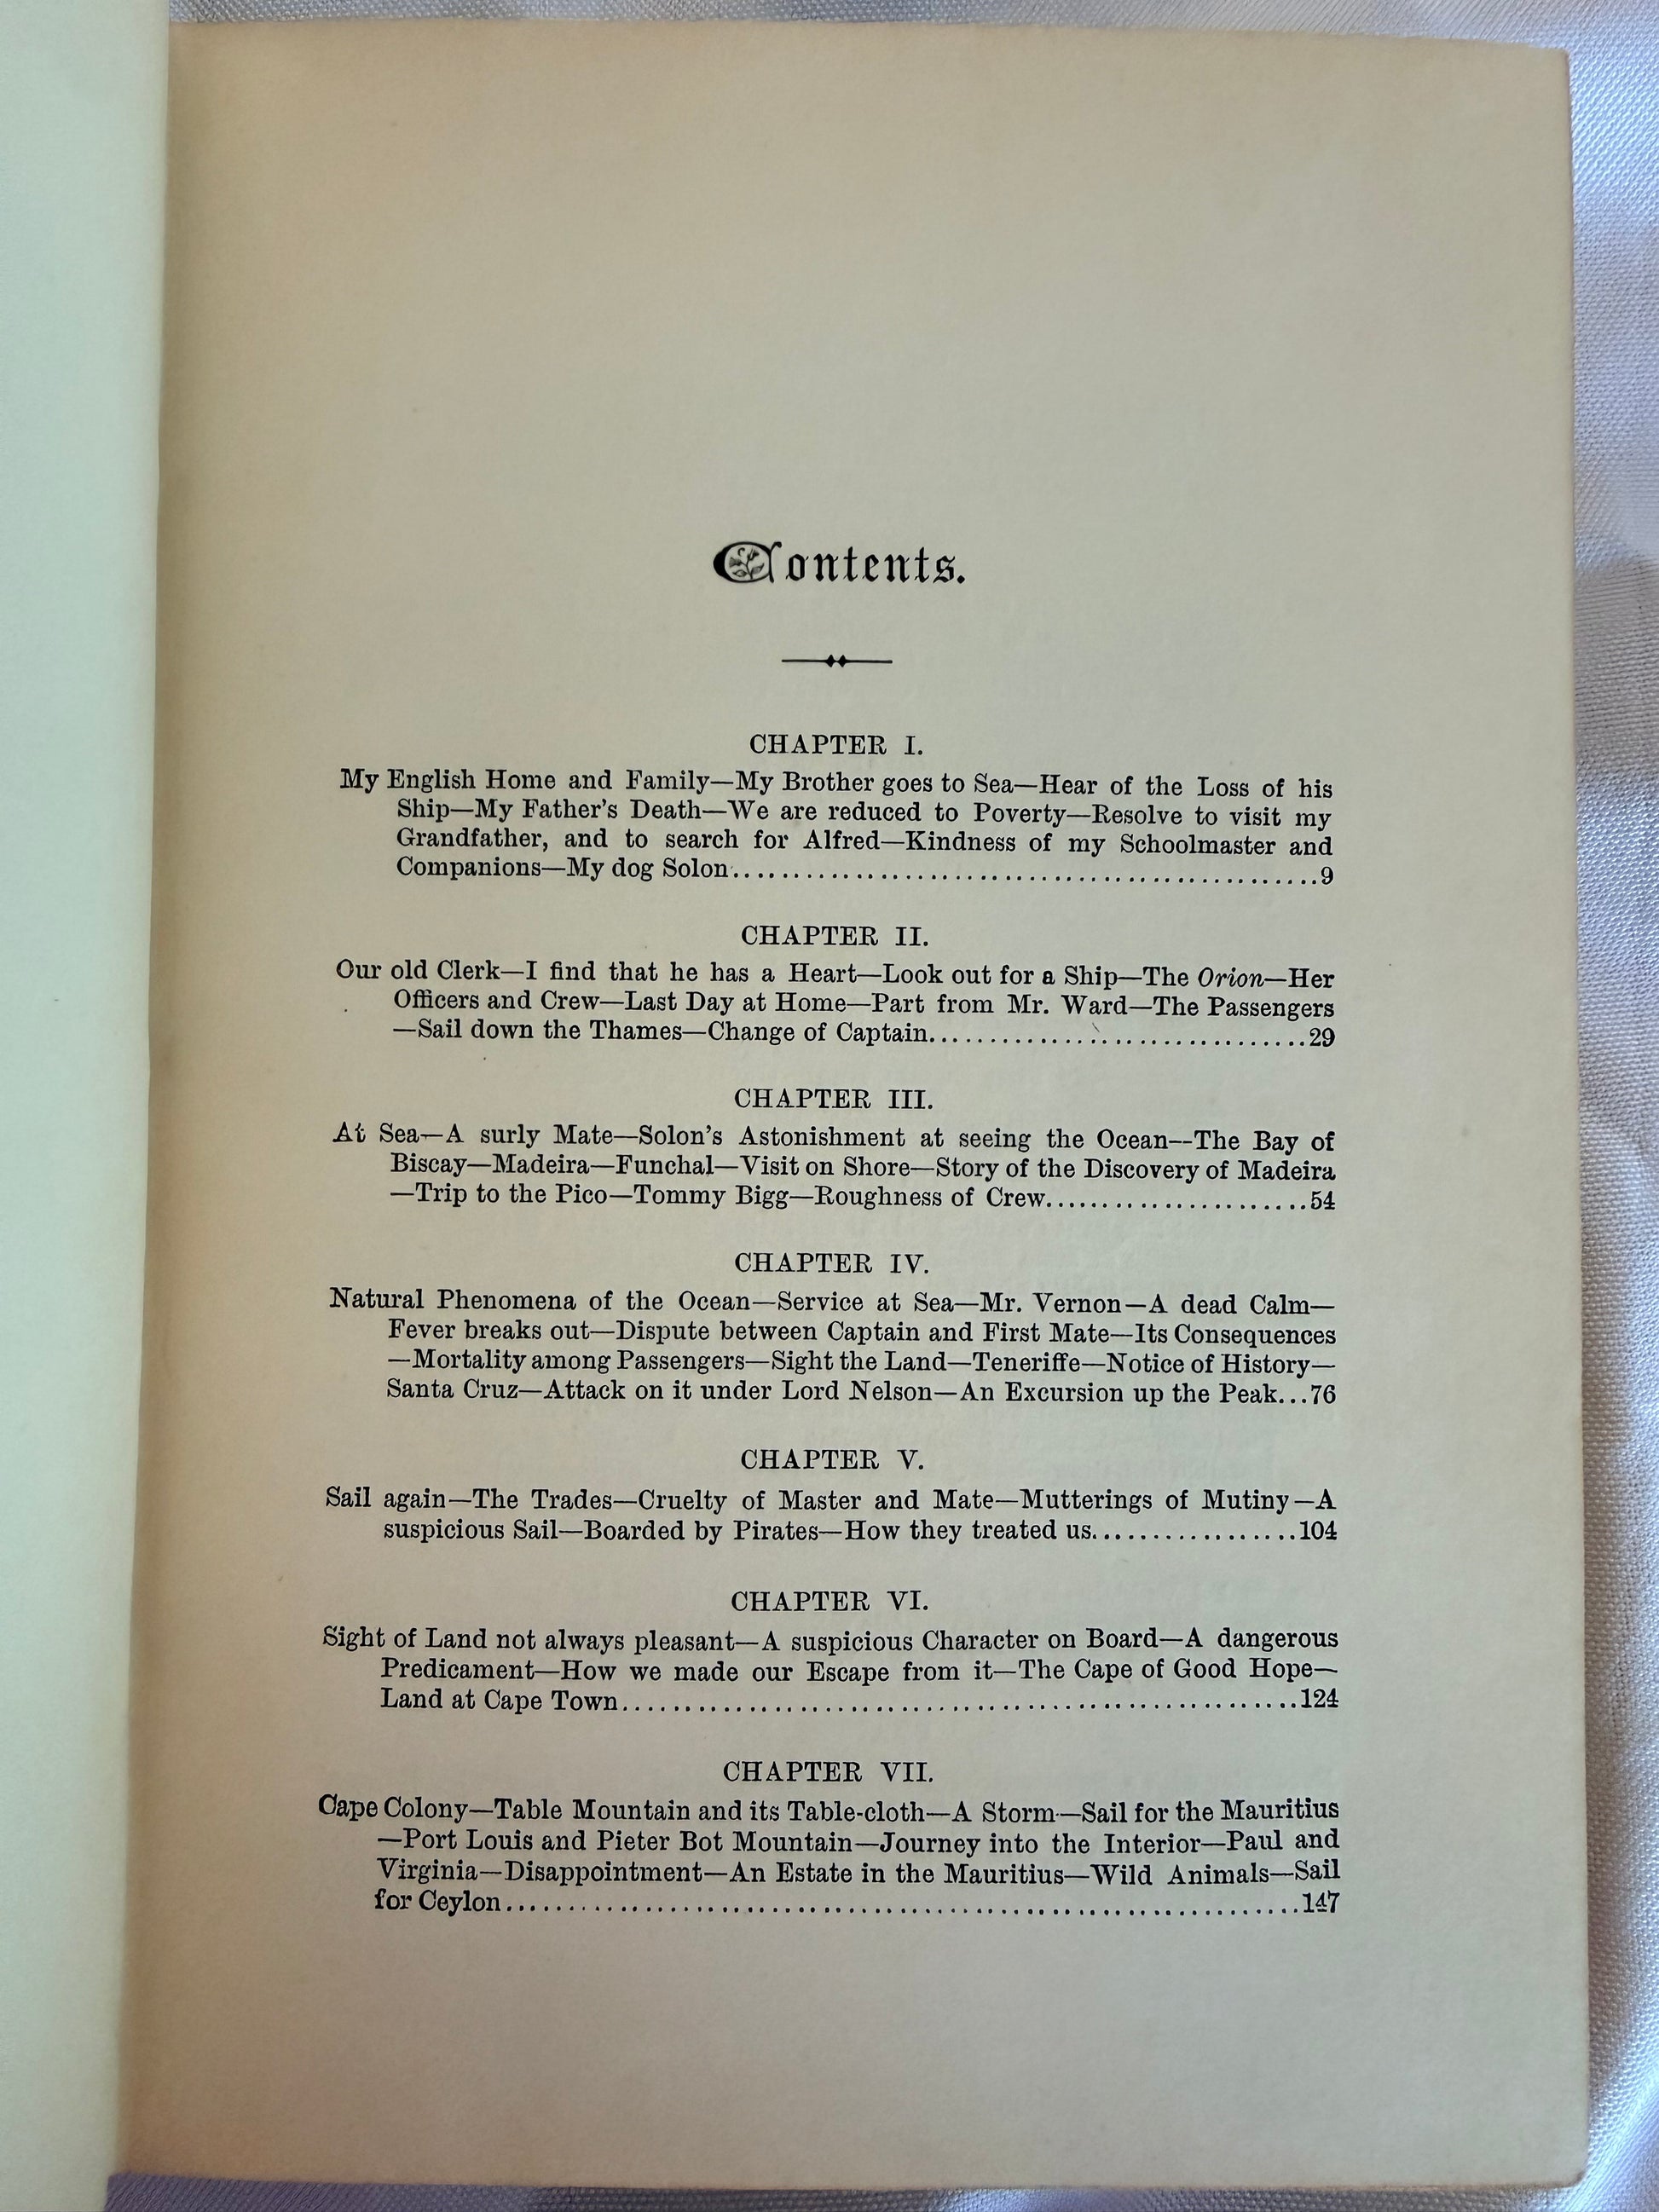 Contents.
CHAPTER I.
My English Home and Family—My Brother goes to Sea—Hear of the Loss of his
Ship—My Father's Death—We are reduced to Poverty—Resolve to visit my
Grandfather, and to search for Alfred—Kindness of my Schoolmaster and
Companions—My dog Solon..................................................9
CHAPTER II.
Our old Clerk—I find that he has a Heart—Look out for a Ship—The Orion—Her
Officers and Crew—Last Day at Home—Part from Mr. Ward—The Passengers
—Sail down the Thames—Change of Captain................................29
CHAPTER III.
At Sea—A surly Mate—Solon's Astonishment at seeing the Ocean--The Bay of
Biscay—Madeira—Funchal—Visit on Shore—Story of the Discovery of Madeira
—Trip to the Pico—Tommy Bigg—Roughness of Crew......................54
CHAPTER IV.
Natural Phenomena of the Ocean—Service at Sea—Mr. Vernon—A dead Calm—
Fever breaks out—Dispute between Captain and First Mate—Its Consequences
—Mortality among Passengers—Sight the Land—Teneriffe—Notice of History—
Santa Cruz—Attack on it under Lord Nelson—An Excursion up the Peak...76
CHAPTER V.
Sail again—The Trades—Cruelty of Master and Mate—Mutterings of Mutiny—A
suspicious Sail—Boarded by Pirates—How they treated us.................104
CHAPTER VI.
Sight of Land not always pleasant—A suspicious Character on Board—A dangerous
Predicament—How we made our Escape from it—The Cape of Good Hope—
Land at Cape Town.......................................................124
CHAPTER VII.
Cape Colony—Table Mountain and its Table-cloth—A Storm—Sail for the Mauritius
—Port Louis and Pieter Bot Mountain—Journey into the Interior—Paul and
Virginia—Disappointment—An Estate in the Mauritius—Wild Animals—Sail
for Ceylon..................................................................147